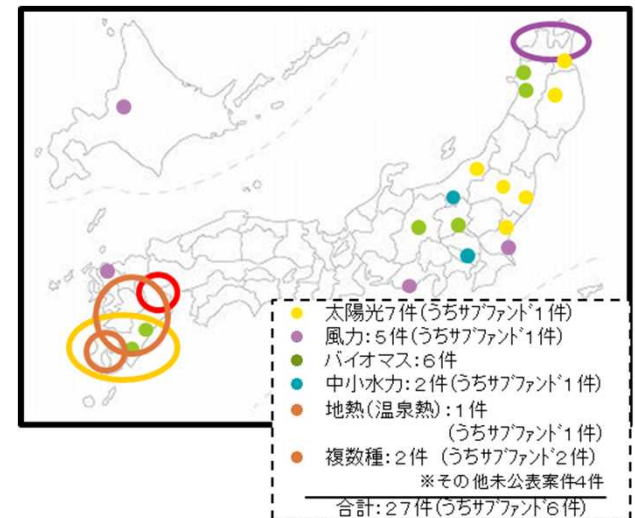 太陽光7件(うちｻﾌﾞﾌｧﾝﾄﾞ1件)
風力:5件(うちｻﾌﾞﾌｧﾝﾄﾞ1件)
バイオマス:6件
中小水力:2件(うちｻﾌﾞﾌｧﾝﾄﾞ1件)
地熱(温泉熱):1件
(うちｻﾌﾞﾌｧﾝﾄﾞ1件)
複数種:2件 (うちｻﾌﾞﾌｧﾝﾄﾞ2件)
※その他未公表案件4件
合計:27件(うちｻﾌﾞﾌｧﾝﾄﾞ6件)